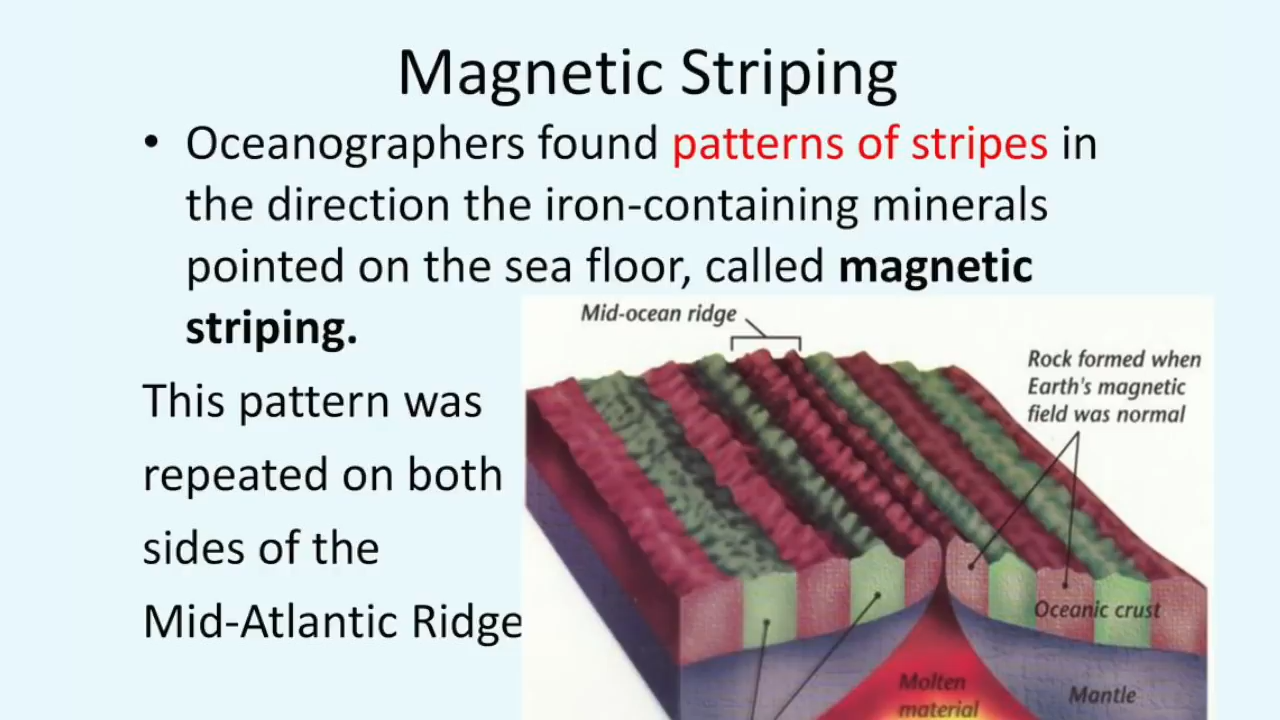 Magnetic Striping
• Oceanographers found patterns of stripes in
the direction the iron-containing minerals
pointed on the sea floor, called magnetic
striping.
This pattern was
repeated on both
sides of the
Mid-Atlantic Ridge
Mid-ocean ridge
Rock formed when
Earth's magnetic
field was normal
Oceanic crust
Molten
material
Mantle